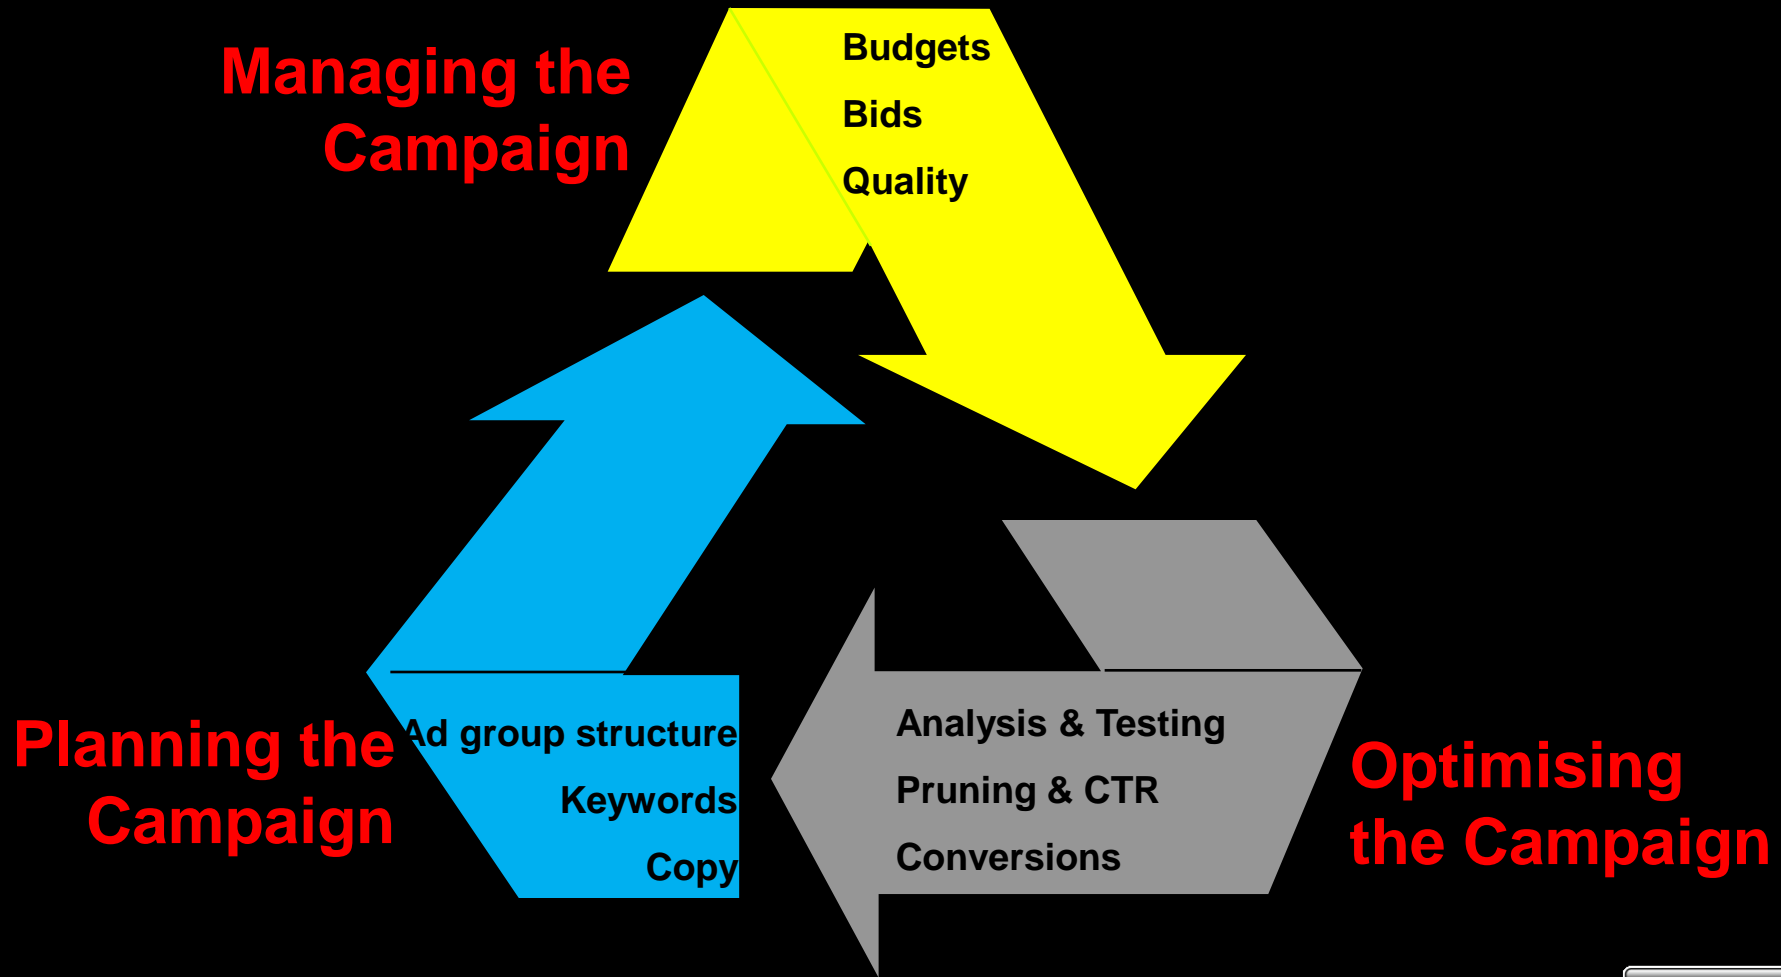 Managing the
Campaign
Budgets
Bids
Quality
Planning the
Campaign
Ad group structure
Keywords
Copy
Analysis & Testing
Pruning & CTR
Conversions
Optimising
the Campaign